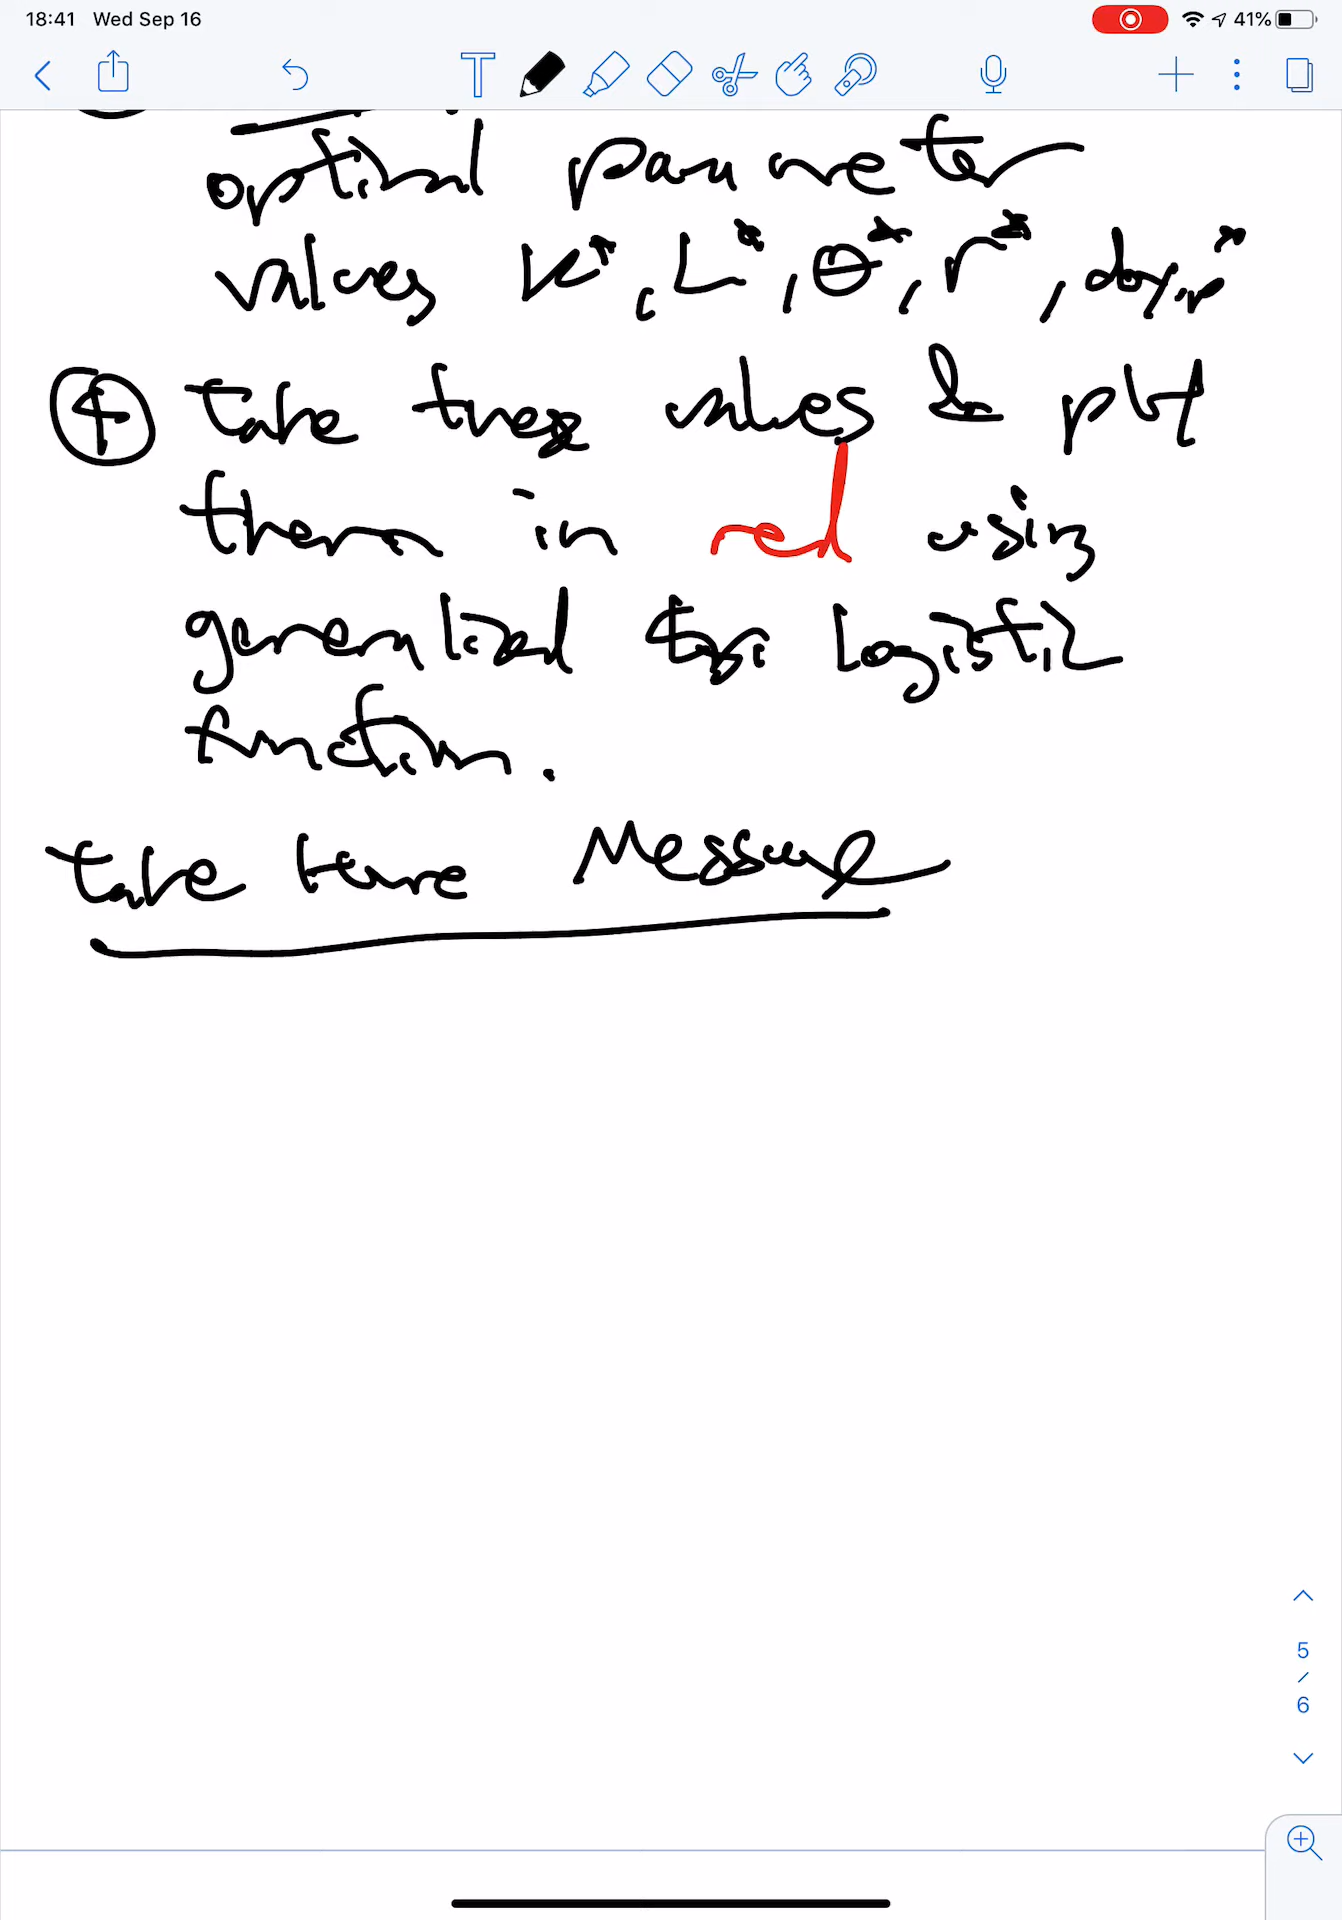 18:41 Wed Sep 16 41%
T
optimal parameter
values K*, L*, θ*, r*,
④ take these values & plot
them in red using
generalized logistic
function.
take home Message
5
/
6